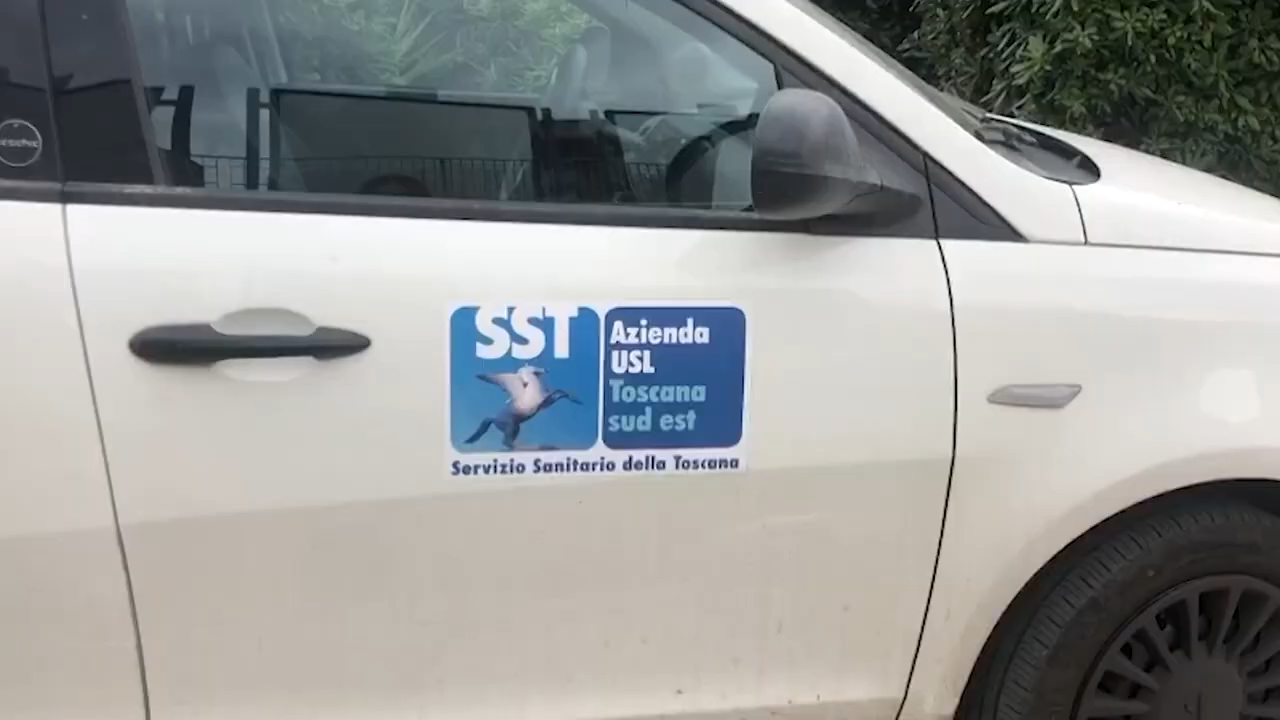 SST
Azienda
USL
Toscana
sud est
Servizio Sanitario della Toscana